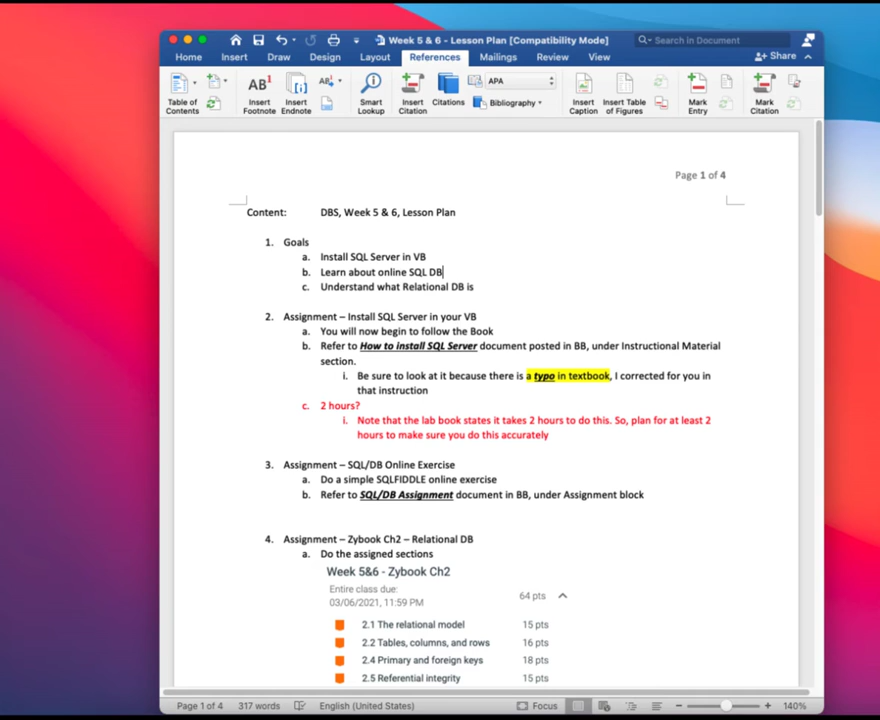 Week 5 & 6 - Lesson Plan [Compatibility Mode]
Search in Document
Home Insert Draw Design Layout References Mailings Review View
Share
AB¹
[i]
AB¹
APA
Table of Contents
Insert Footnote
Insert Endnote
Smart Lookup
Insert Citation
Citations
Bibliography
Insert Caption
Insert Table of Figures
Mark Entry
Mark Citation
Page 1 of 4
Content: DBS, Week 5 & 6, Lesson Plan
1. Goals
a. Install SQL Server in VB
b. Learn about online SQL DB
c. Understand what Relational DB is
2. Assignment – Install SQL Server in your VB
a. You will now begin to follow the Book
b. Refer to How to install SQL Server document posted in BB, under Instructional Material
section.
i. Be sure to look at it because there is a typo in textbook, I corrected for you in
that instruction
c. 2 hours?
i. Note that the lab book states it takes 2 hours to do this. So, plan for at least 2
hours to make sure you do this accurately
3. Assignment – SQL/DB Online Exercise
a. Do a simple SQLFIDDLE online exercise
b. Refer to SQL/DB Assignment document in BB, under Assignment block
4. Assignment – Zybook Ch2 – Relational DB
a. Do the assigned sections
Week 5&6 - Zybook Ch2
Entire class due:
03/06/2021, 11:59 PM
64 pts
2.1 The relational model 15 pts
2.2 Tables, columns, and rows 16 pts
2.4 Primary and foreign keys 18 pts
2.5 Referential integrity 15 pts
Page 1 of 4 317 words English (United States) Focus 140%